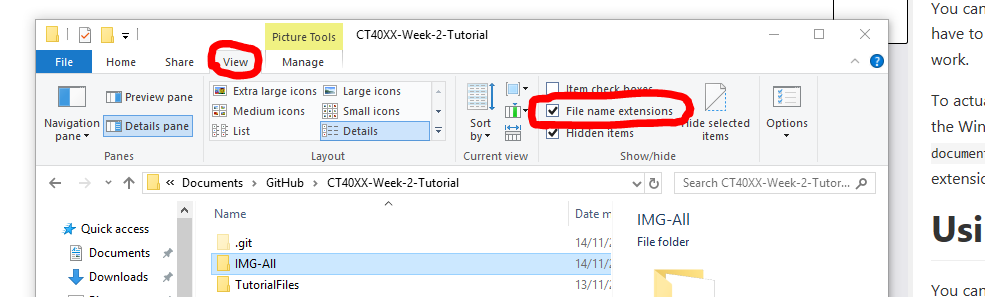 Picture Tools
CT40XX-Week-2-Tutorial
File
Home
Share
View
Manage
Navigation
pane
Preview pane
Details pane
Panes
Extra large icons
Large icons
Medium icons
Small icons
List
Details
Layout
Sort
by
Current view
Item check boxes
File name extensions
Hidden items
Hide selected
items
Show/hide
Options
« Documents > GitHub > CT40XX-Week-2-Tutorial
Search CT40XX-Week-2-Tutor...
Quick access
Documents
Downloads
Name
Date m
.git
14/11/2
IMG-All
14/11/2
TutorialFiles
13/11/2
IMG-All
File folder
You can
have to
work.
To actua
the Win
document
extensio
Usi
You can